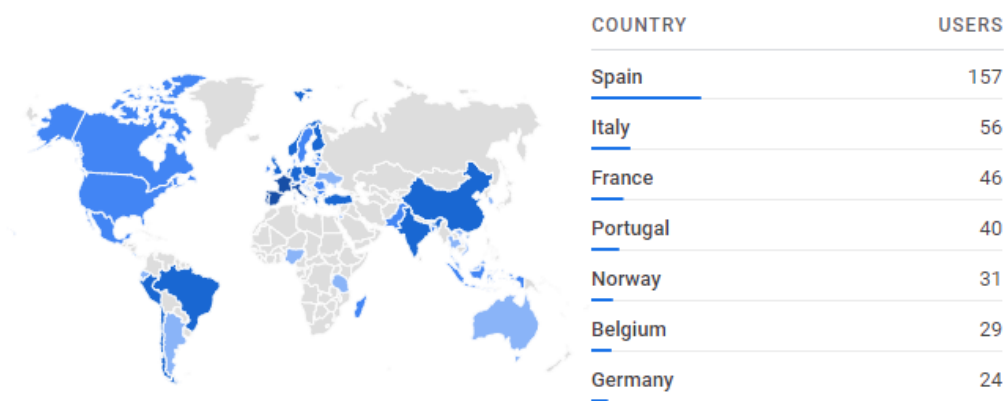 COUNTRY USERS
Spain 157
Italy 56
France 46
Portugal 40
Norway 31
Belgium 29
Germany 24